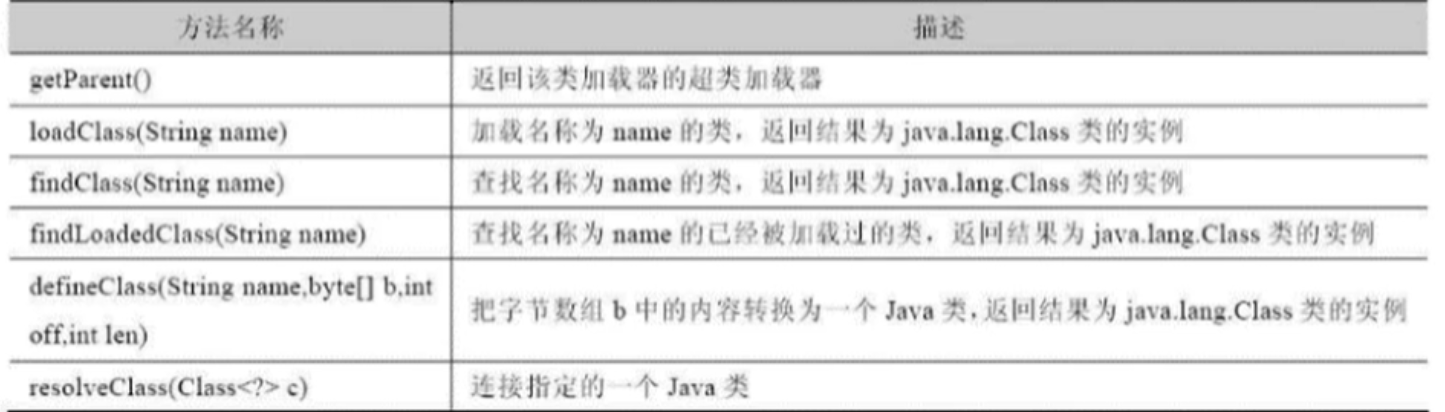 方法名称 描述
getParent() 返回该类加载器的超类加载器
loadClass(String name) 加载名称为 name 的类，返回结果为 java.lang.Class 类的实例
findClass(String name) 查找名称为 name 的类，返回结果为 java.lang.Class 类的实例
findLoadedClass(String name) 查找名称为 name 的已经被加载过的类，返回结果为 java.lang.Class 类的实例
defineClass(String name,byte[] b,int
off,int len)
把字节数组 b 中的内容转换为一个 Java 类，返回结果为 java.lang.Class 类的实例
resolveClass(Class<?> c) 连接指定的一个 Java 类